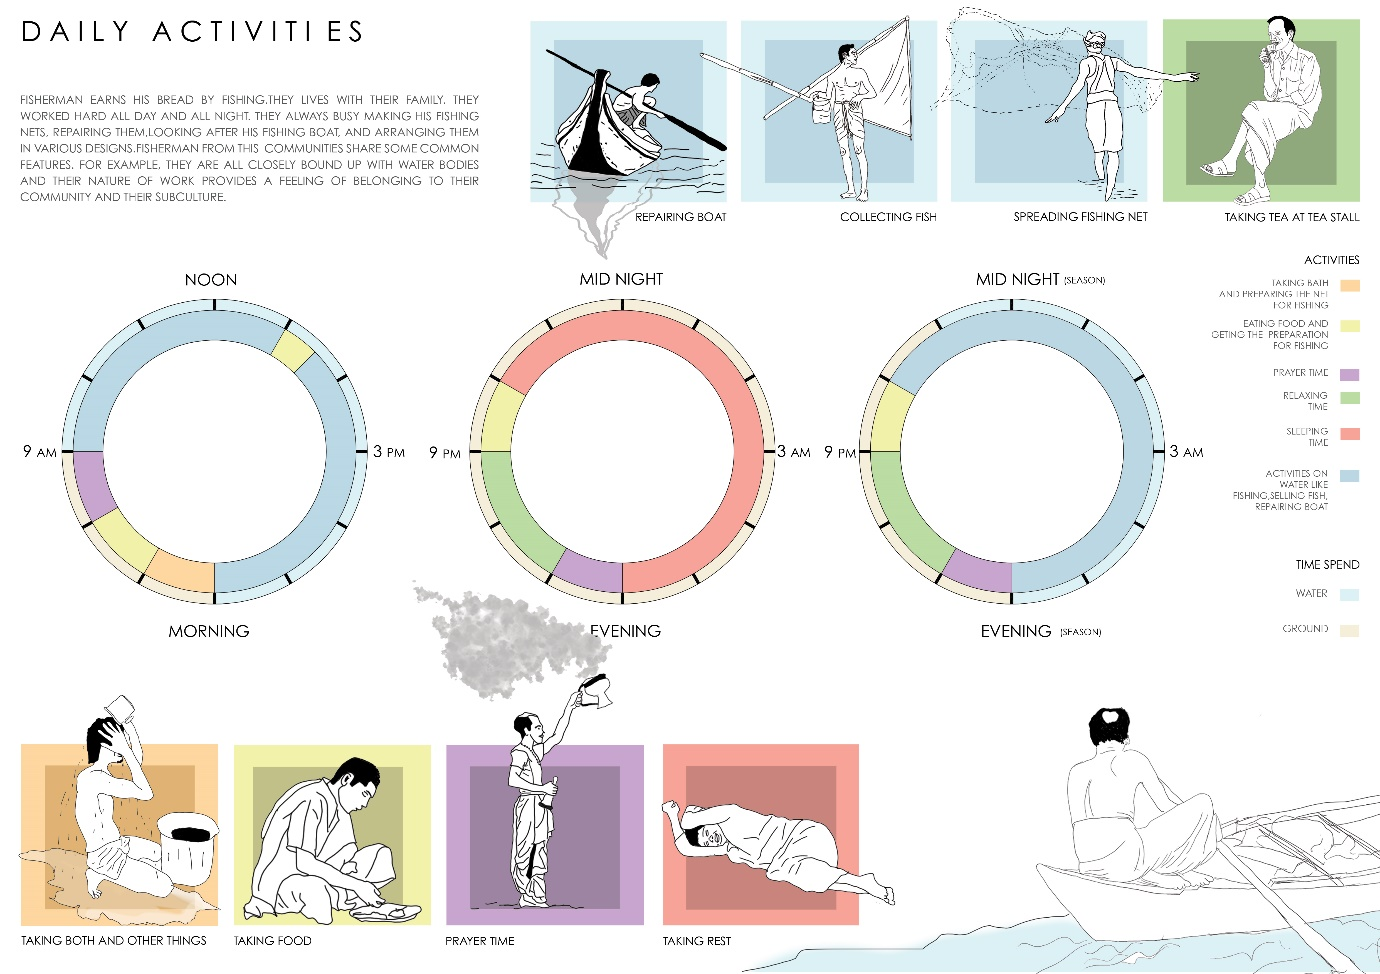 DAILY ACTIVITIES
FISHERMAN EARNS HIS BREAD BY FISHING.THEY LIVES WITH THEIR FAMILY. THEY
WORKED HARD ALL DAY AND ALL NIGHT. THEY ALWAYS BUSY MAKING HIS FISHING
NETS, REPAIRING THEM,LOOKING AFTER HIS FISHING BOAT, AND ARRANGING THEM
IN VARIOUS DESIGNS.FISHERMAN FROM THIS COMMUNITIES SHARE SOME COMMON
FEATURES. FOR EXAMPLE, THEY ARE ALL CLOSELY BOUND UP WITH WATER BODIES
AND THEIR NATURE OF WORK PROVIDES A FEELING OF BELONGING TO THEIR
COMMUNITY AND THEIR SUBCULTURE.
REPAIRING BOAT
COLLECTING FISH
SPREADING FISHING NET
TAKING TEA AT TEA STALL
NOON
9 AM
3 PM
MORNING
MID NIGHT
9 PM
3 AM
EVENING
MID NIGHT (SEASON)
9 PM
3 AM
EVENING (SEASON)
ACTIVITIES
TAKING BATH
AND PREPARING THE NET
FOR FISHING
EATING FOOD AND
GETING THE PREPARATION
FOR FISHING
PRAYER TIME
RELAXING
TIME
SLEEPING
TIME
ACTIVITIES ON
WATER LIKE
FISHING,SELLING FISH,
REPAIRING BOAT
TIME SPEND
WATER
GROUND
TAKING BOTH AND OTHER THINGS
TAKING FOOD
PRAYER TIME
TAKING REST